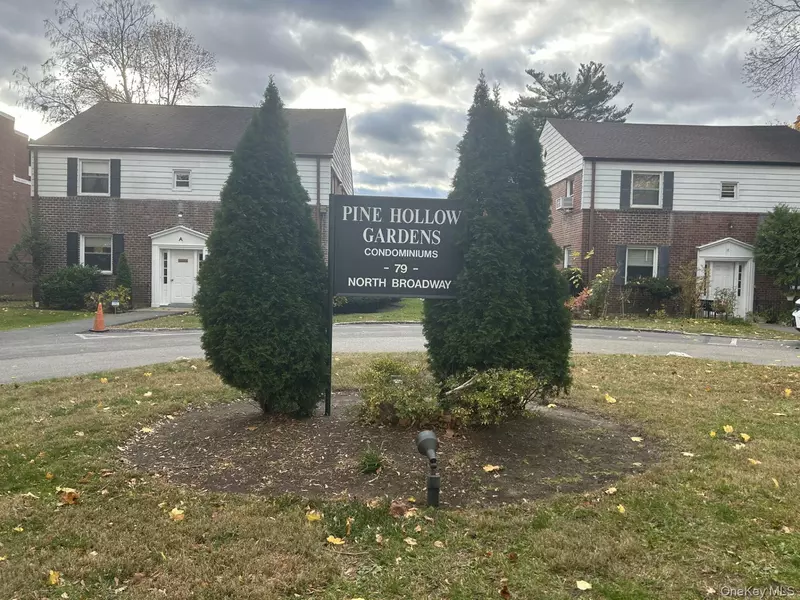 PINE HOLLOW
GARDENS
CONDOMINIUMS
- 79 -
NORTH BROADWAY
A
OneKey MLS